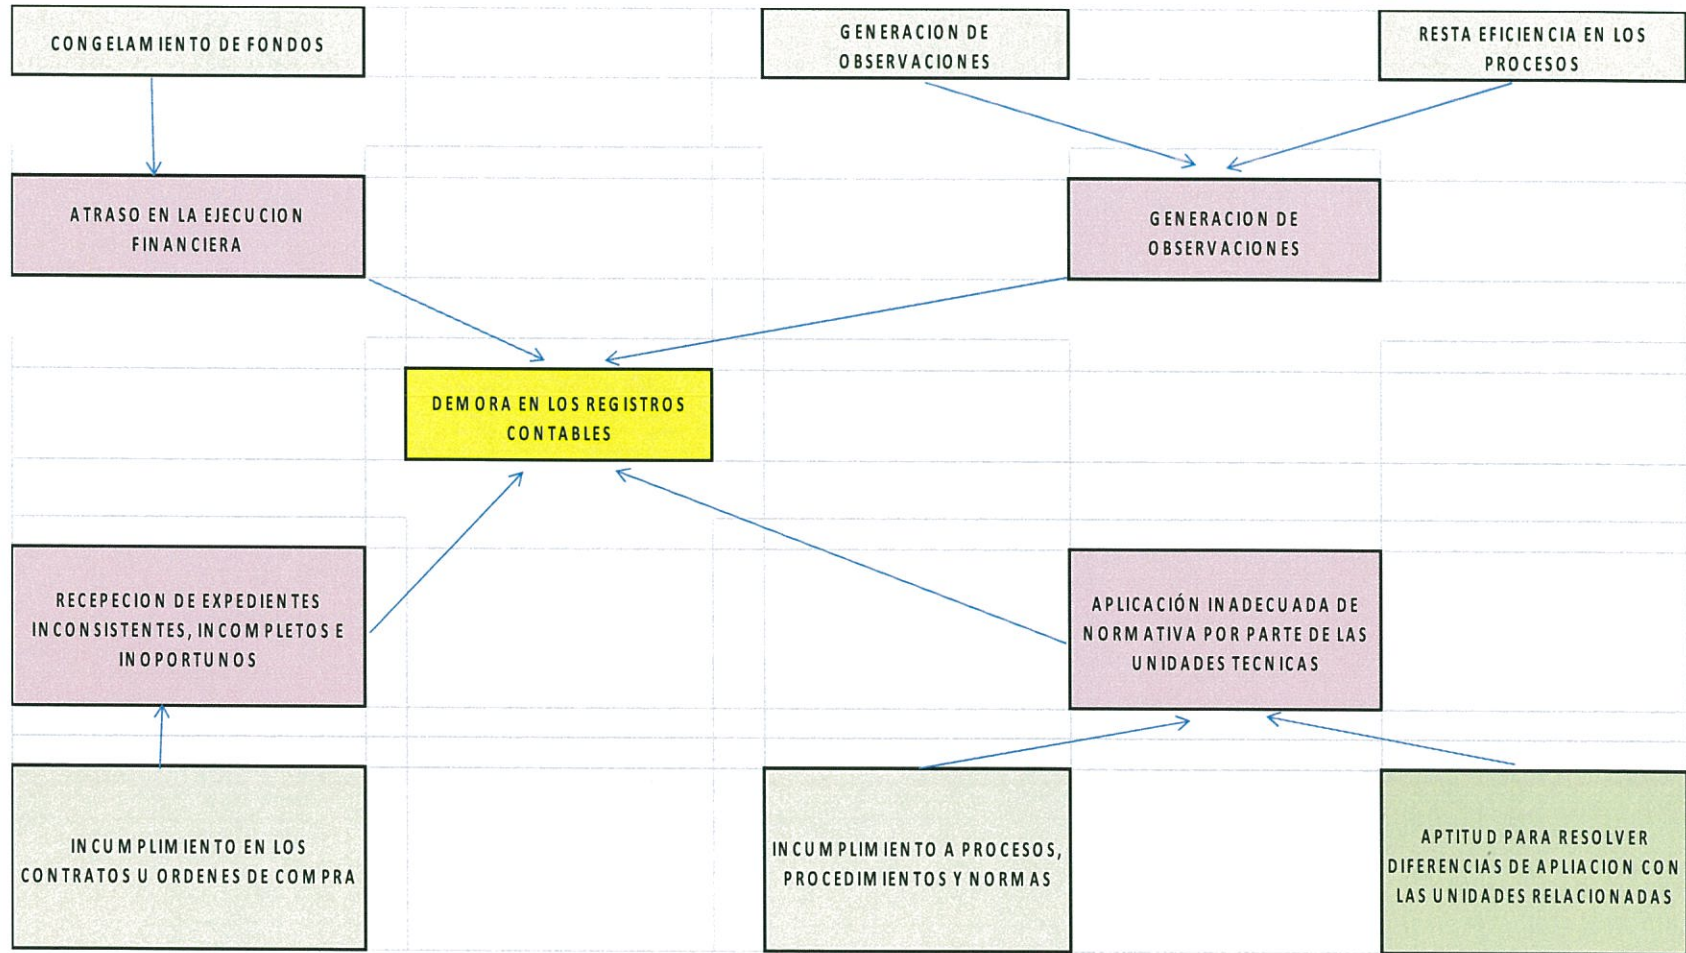 CONGELAMIENTO DE FONDOS
GENERACION DE
OBSERVACIONES
RESTA EFICIENCIA EN LOS
PROCESOS
ATRASO EN LA EJECUCION
FINANCIERA
GENERACION DE
OBSERVACIONES
DEMORA EN LOS REGISTROS
CONTABLES
RECEPECION DE EXPEDIENTES
INCONSISTENTES, INCOMPLETOS E
INOPORTUNOS
APLICACIÓN INADECUADA DE
NORMATIVA POR PARTE DE LAS
UNIDADES TECNICAS
INCUMPLIMIENTO EN LOS
CONTRATOS U ORDENES DE COMPRA
INCUMPLIMIENTO A PROCESOS,
PROCEDIMIENTOS Y NORMAS
APTITUD PARA RESOLVER
DIFERENCIAS DE APLIACION CON
LAS UNIDADES RELACIONADAS